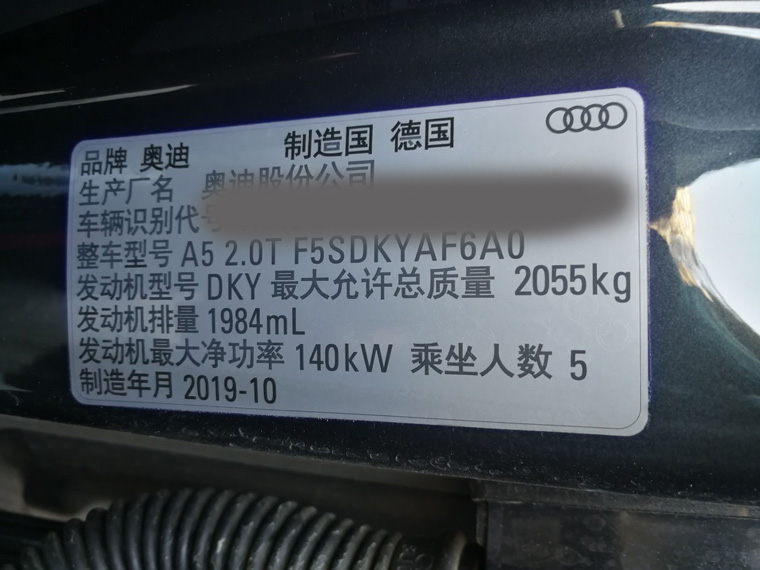 品牌 奥迪 制造国 德国
生产厂名 奥迪股份公司
车辆识别代号
整车型号 A5 2.0T F5SDKYAF6A0
发动机型号 DKY 最大允许总质量 2055kg
发动机排量 1984mL
发动机最大净功率 140kW 乘坐人数 5
制造年月 2019-10